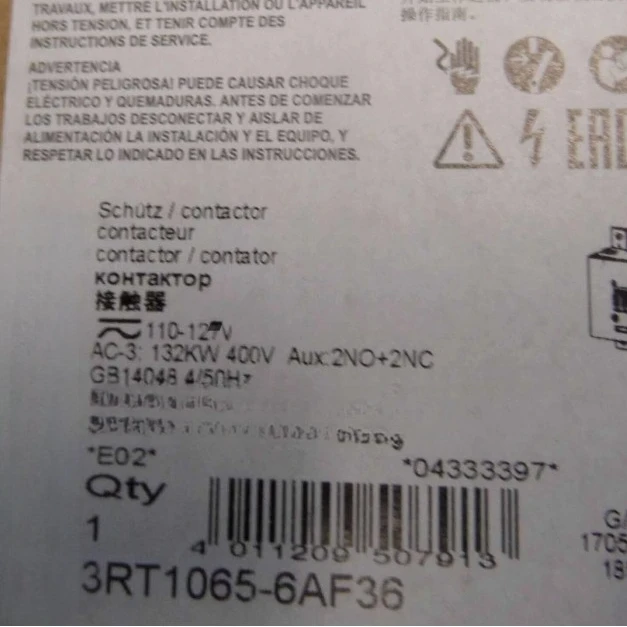 TRAVAUX, METTRE L'INSTALLATION OU L'APPAREIL
HORS TENSION, ET TENIR COMPTE DES
INSTRUCTIONS DE SERVICE.
操作指南。
ADVERTENCIA
¡TENSIÓN PELIGROSA! PUEDE CAUSAR CHOQUE
ELÉCTRICO Y QUEMADURAS. ANTES DE COMENZAR
LOS TRABAJOS DESCONECTAR Y AISLAR DE
ALIMENTACIÓN LA INSTALACIÓN Y EL EQUIPO, Y
RESPETAR LO INDICADO EN LAS INSTRUCCIONES.
Schütz / contactor
contacteur
contactor / contator
контактор
接触器
110-127V
AC-3: 132KW 400V Aux:2NO+2NC
GB14048.4/50Hz
*E02*
*04333397*
Qty
1
4 011209 507913
G/
1705
18
3RT1065-6AF36